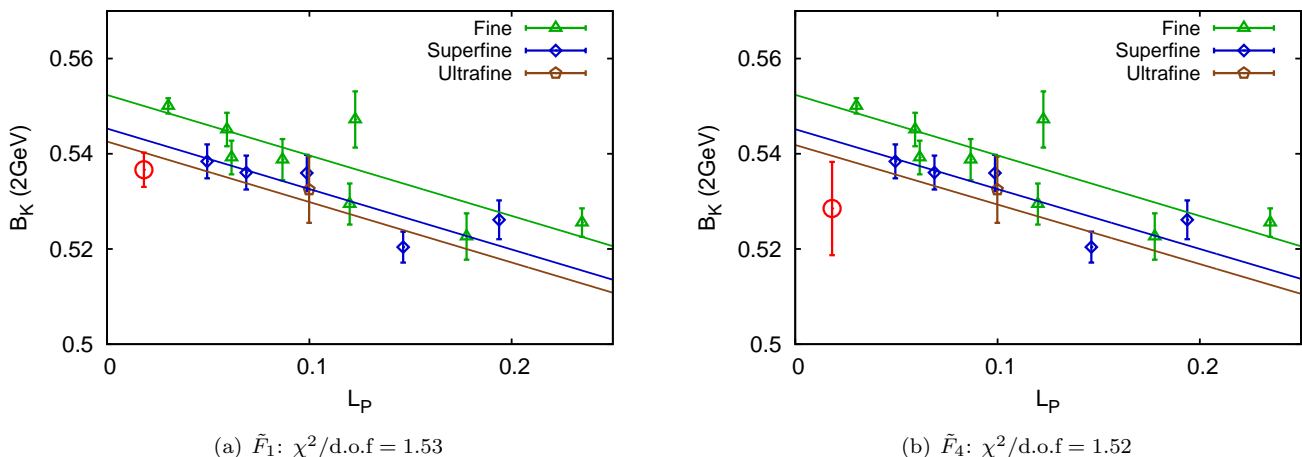 Fine
Superfine
Ultrafine
B_K (2GeV)
0.56
0.54
0.52
0.5
0
0.1
0.2
L_P
(a) F̃₁: χ²/d.o.f = 1.53
Fine
Superfine
Ultrafine
B_K (2GeV)
0.56
0.54
0.52
0.5
0
0.1
0.2
L_P
(b) F̃₄: χ²/d.o.f = 1.52